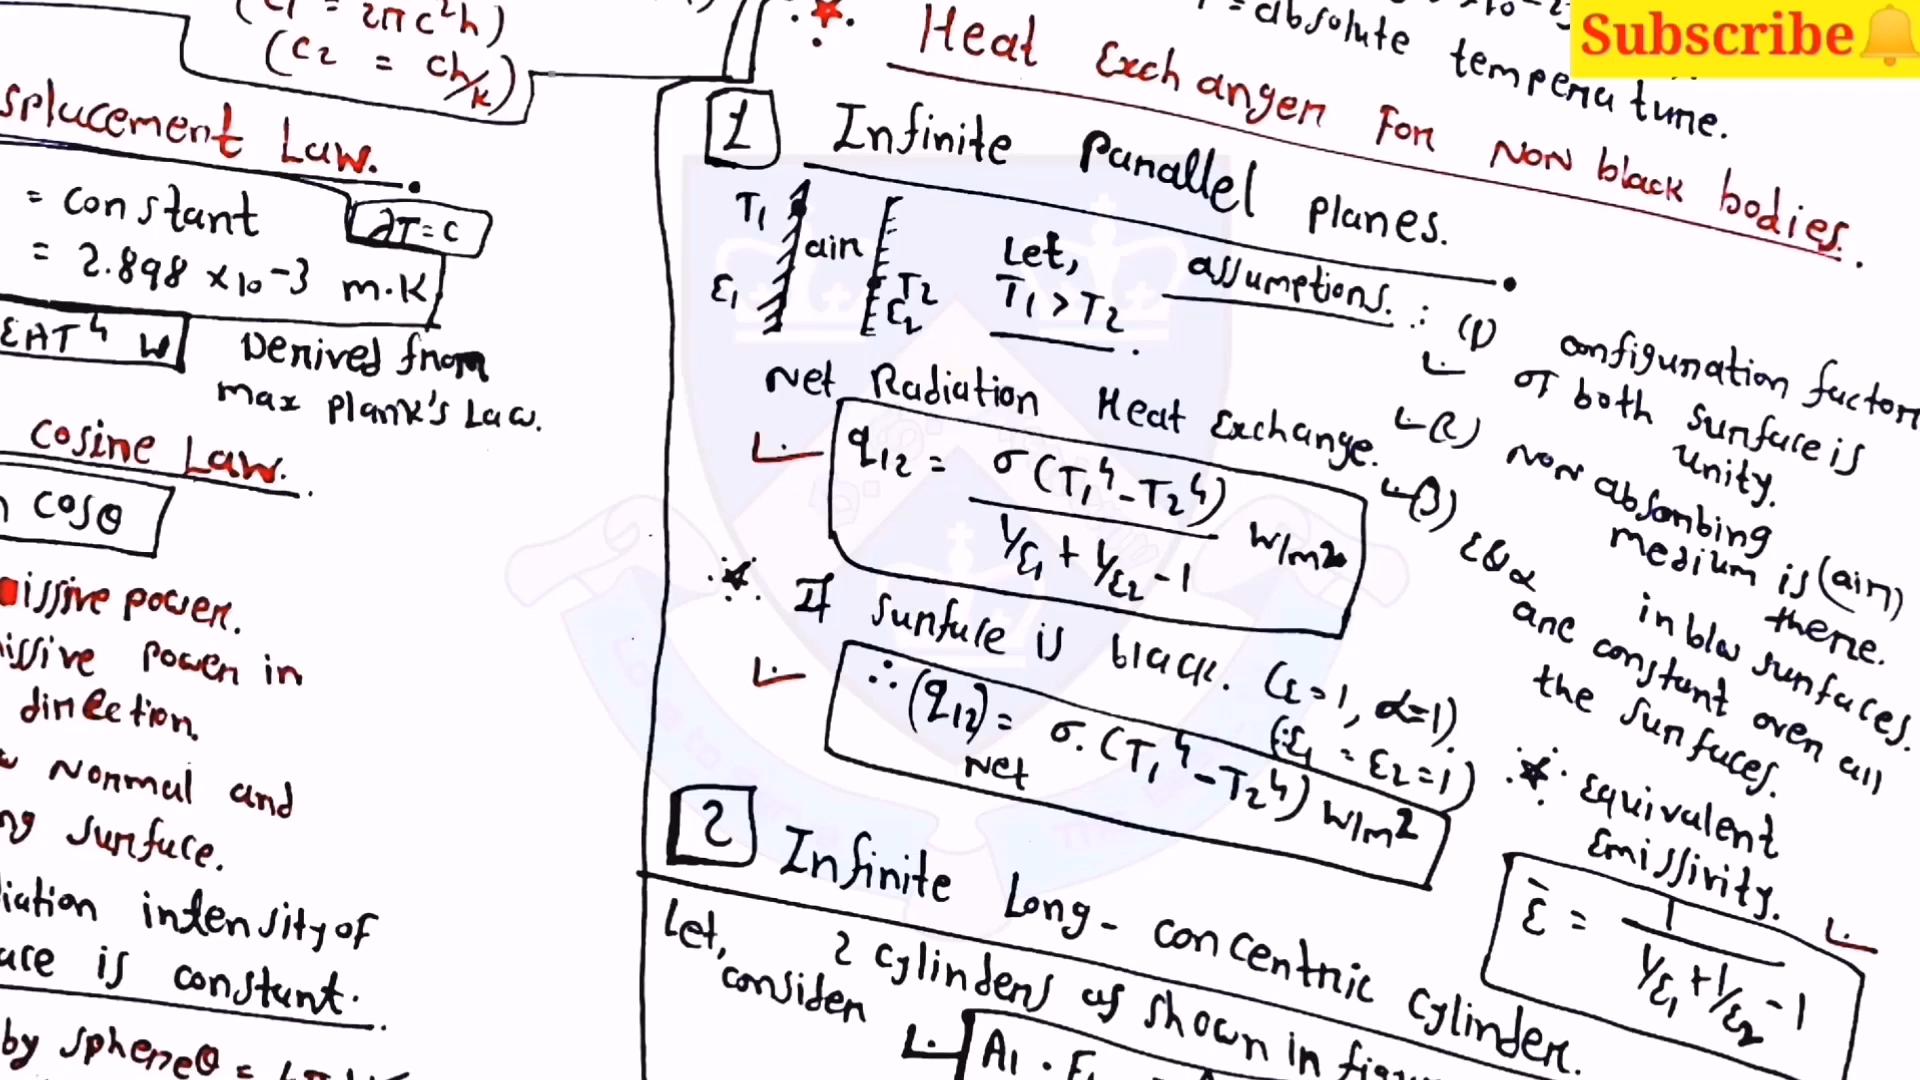 (C1 = 2πc²h)
(C2 = ch/k)
splacement Law.
= constant
λT=C
= 2.898 ×10-3 m.K
EAT4 W
Derived from
max plank's Law.
cosine Law.
cosθ
issive power.
issive power in
direction.
Normal and
ng surface.
diation intensity of
ace is constant.
by sphere
= absolute temperature.
Subscribe
Heat Exchanger For NON black bodies.
1 Infinite parallel planes.
T1
air
ε1
T2
ε2
Let,
T1 > T2
Net Radiation Heat Exchange.
q12 = σ(T1⁴-T2⁴) / 1/ε1 + 1/ε2 - 1 W/m2
If surface is black. (ε=1, α=1)
(∵ε1 = ε2=1)
∴(q12)Net = σ.(T1⁴-T2⁴) W/m2
assumptions. :
(1) configuration factor
of both surface is
unity.
(2) Non absorbing
medium is (air)
there.
in b/w surfaces.
(3) ε & α
are constant over all
the surfaces.
Equivalent
Emissivity.
ε̄ = 1 / 1/ε1 + 1/ε2 - 1
2 Infinite Long - concentric cylinder.
Let,
consider
2 cylinders as shown in
A1 . F1